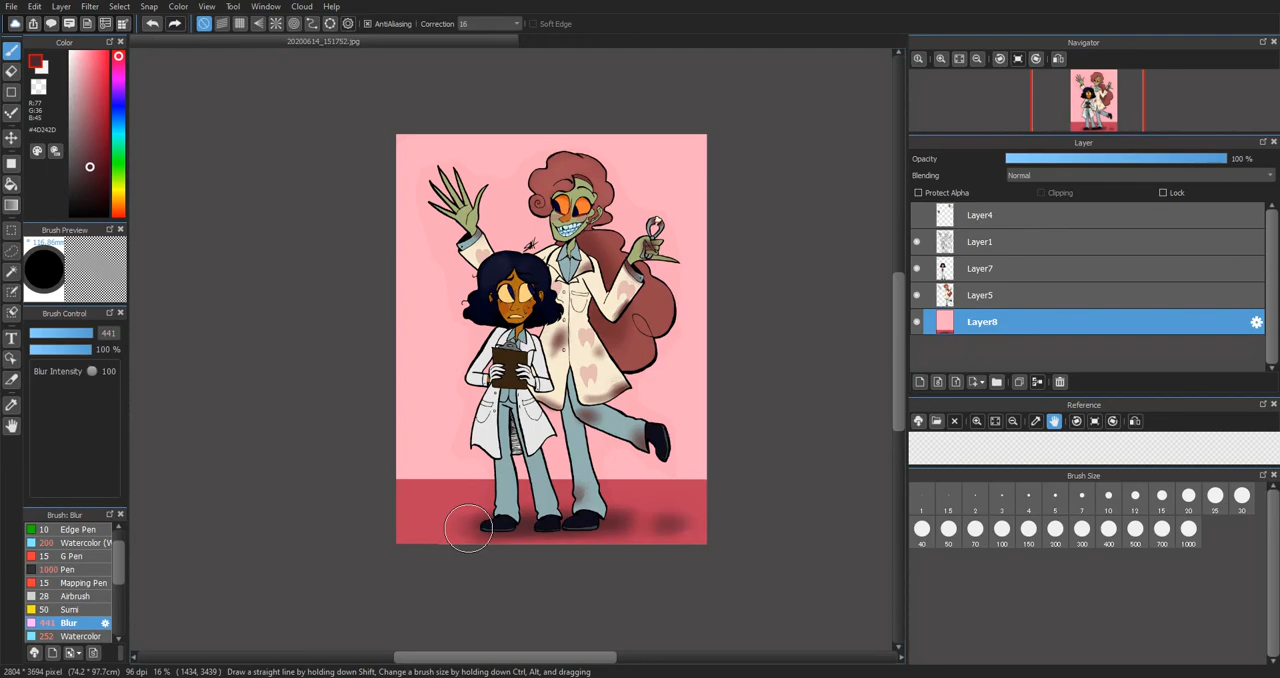 File Edit Layer Filter Select Snap Color View Tool Window Cloud Help
AntiAliasing Correction 16 Soft Edge
Color
20200614_151752.jpg
R:77
G:36
B:45
#4D242D
Brush Preview
* 116.86mm
Brush Control
441
100 %
Blur Intensity 100
Brush: Blur
10 Edge Pen
200 Watercolor (W
15 G Pen
1000 Pen
15 Mapping Pen
28 Airbrush
50 Sumi
441 Blur
252 Watercolor
Navigator
Layer
Opacity 100 %
Blending Normal
Protect Alpha Clipping Lock
Layer4
Layer1
Layer7
Layer5
Layer8
Reference
Brush Size
1 1.5 2 3 4 5 7 10 12 15 20 25 30
40 50 70 100 150 200 300 400 500 700 1000
2804 * 3694 pixel (74.2 * 97.7cm) 96 dpi 16 % ( 1434, 3439 ) Draw a straight line by holding down Shift, Change a brush size by holding down Ctrl, Alt, and dragging